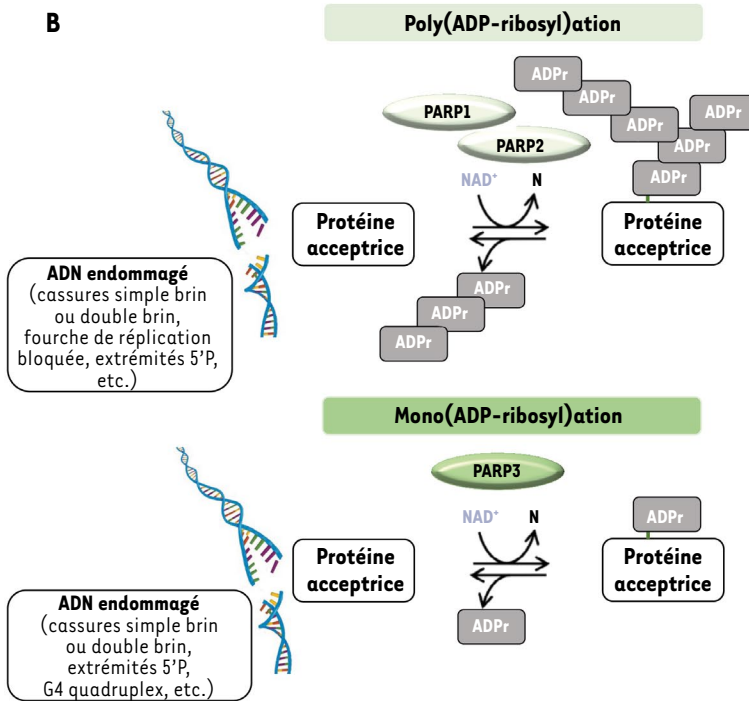 B
Poly(ADP-ribosyl)ation
ADPr
ADPr
ADPr
ADPr
ADPr
ADPr
PARP1
PARP2
NAD⁺
N
Protéine
acceptrice
Protéine
acceptrice
ADN endommagé
(cassures simple brin
ou double brin,
fourche de réplication
bloquée, extrémités 5'P,
etc.)
ADPr
ADPr
ADPr
Mono(ADP-ribosyl)ation
PARP3
NAD⁺
N
ADPr
Protéine
acceptrice
Protéine
acceptrice
ADN endommagé
(cassures simple brin
ou double brin,
extrémités 5'P,
G4 quadruplex, etc.)
ADPr